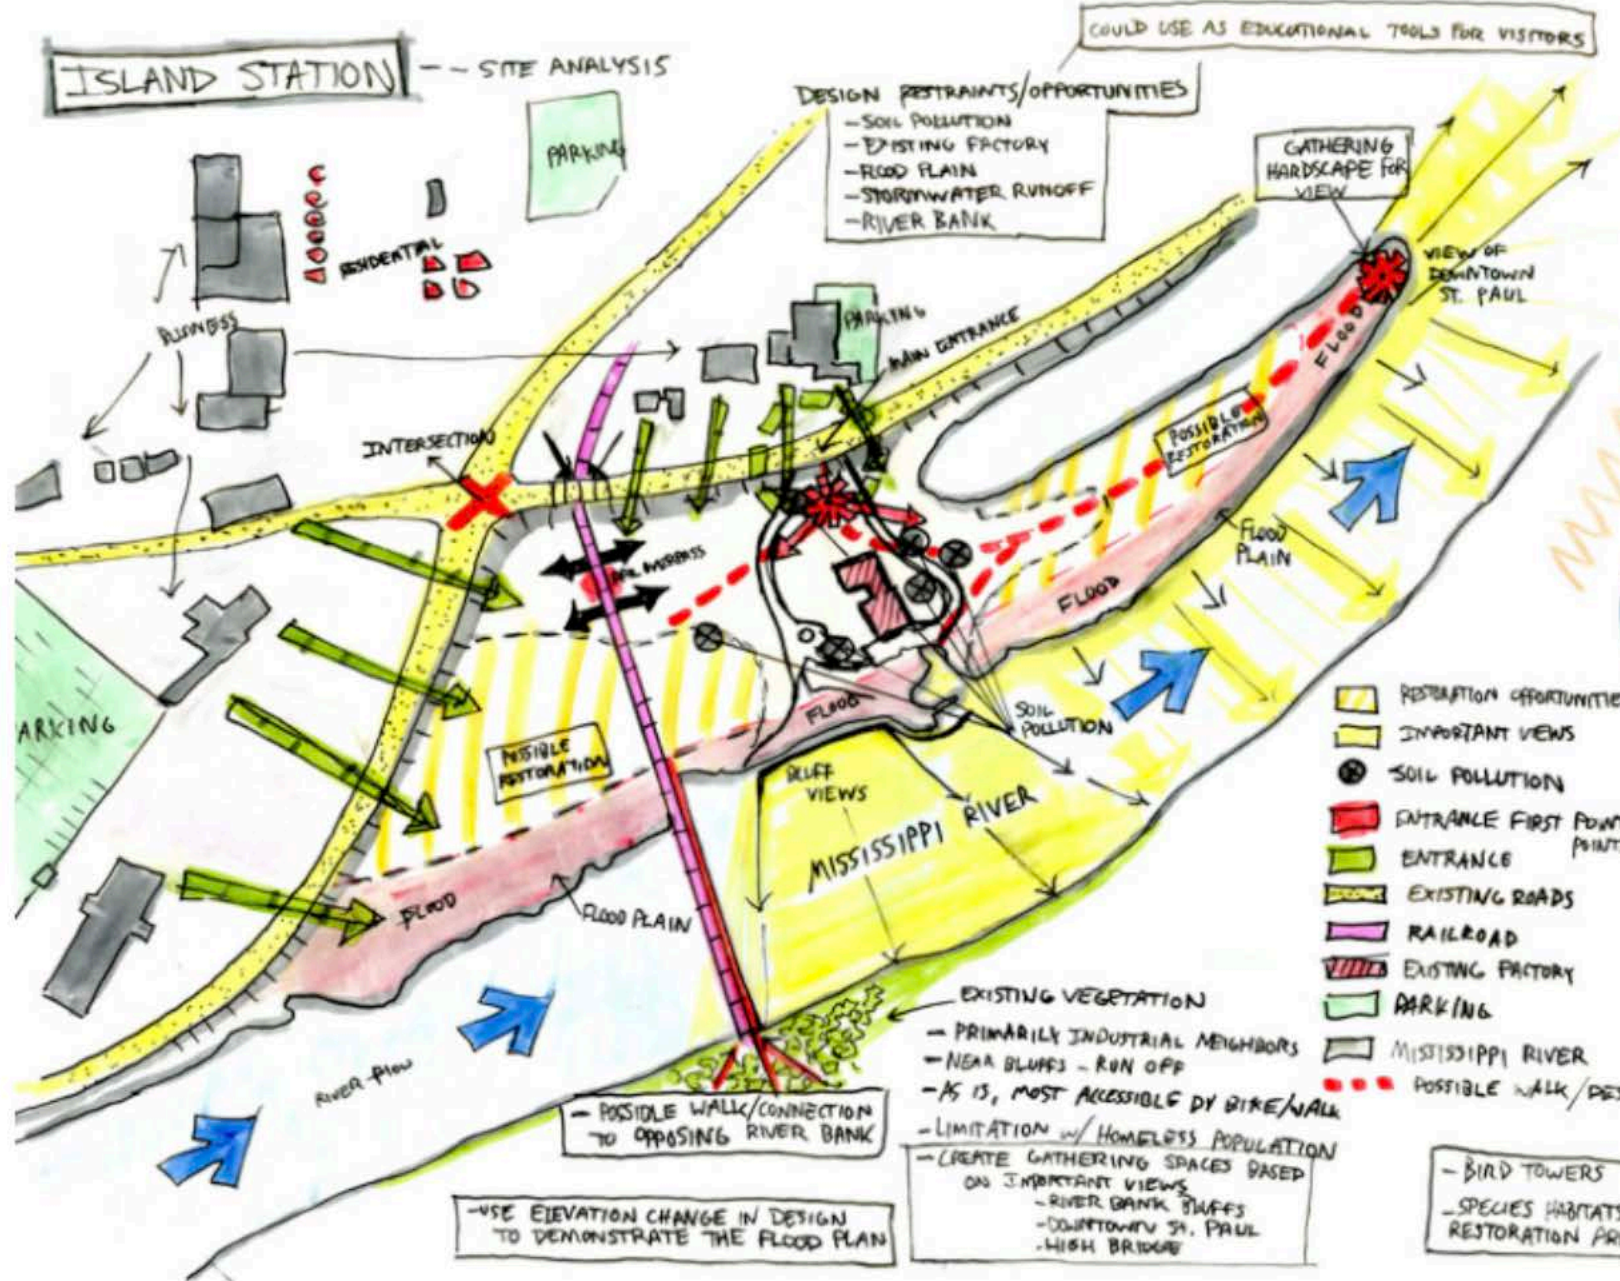 COULD USE AS EDUCATIONAL TOOLS FOR VISITORS
ISLAND STATION -- SITE ANALYSIS
DESIGN RESTRAINTS/OPPORTUNITIES
- SOIL POLLUTION
- EXISTING FACTORY
- FLOOD PLAIN
- STORMWATER RUNOFF
- RIVER BANK
PARKING
GATHERING
HARDSCAPE FOR
VIEW
VIEW OF
DOWNTOWN
ST. PAUL
RESIDENTIAL
BUSINESS
PARKING
MAIN ENTRANCE
INTERSECTION
FLOOD
POSSIBLE
RESTORATION
FLOOD
PLAIN
OVERPASS
FLOOD
FLOOD
SOIL
POLLUTION
ARKING
POSSIBLE
RESTORATION
BLUFF
VIEWS
MISSISSIPPI RIVER
FLOOD
FLOOD PLAIN
RIVER FLOW
RESTORATION OPPORTUNITIE
IMPORTANT VIEWS
SOIL POLLUTION
ENTRANCE FIRST POIN
POINT
ENTRANCE
EXISTING ROADS
RAILROAD
EXISTING FACTORY
PARKING
MISSISSIPPI RIVER
POSSIBLE WALK/DES
EXISTING VEGETATION
- PRIMARILY INDUSTRIAL NEIGHBORS
- NEAR BLUFFS - RUN OFF
- AS IS, MOST ACCESSIBLE BY BIKE/WALK
- LIMITATION W/ HOMELESS POPULATION
- CREATE GATHERING SPACES BASED
ON IMPORTANT VIEWS
- RIVER BANK BLUFFS
- DOWNTOWN ST. PAUL
- HIGH BRIDGE
- POSSIBLE WALK/CONNECTION
TO OPPOSING RIVER BANK
- USE ELEVATION CHANGE IN DESIGN
TO DEMONSTRATE THE FLOOD PLAN
- BIRD TOWERS
- SPECIES HABITATS
RESTORATION